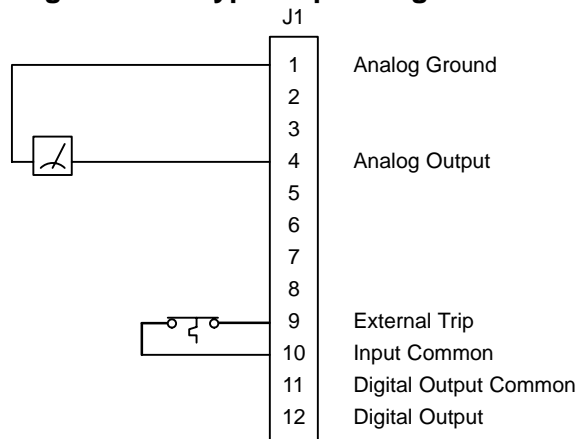 J1
1 Analog Ground
2
3
4 Analog Output
5
6
7
8
9 External Trip
10 Input Common
11 Digital Output Common
12 Digital Output